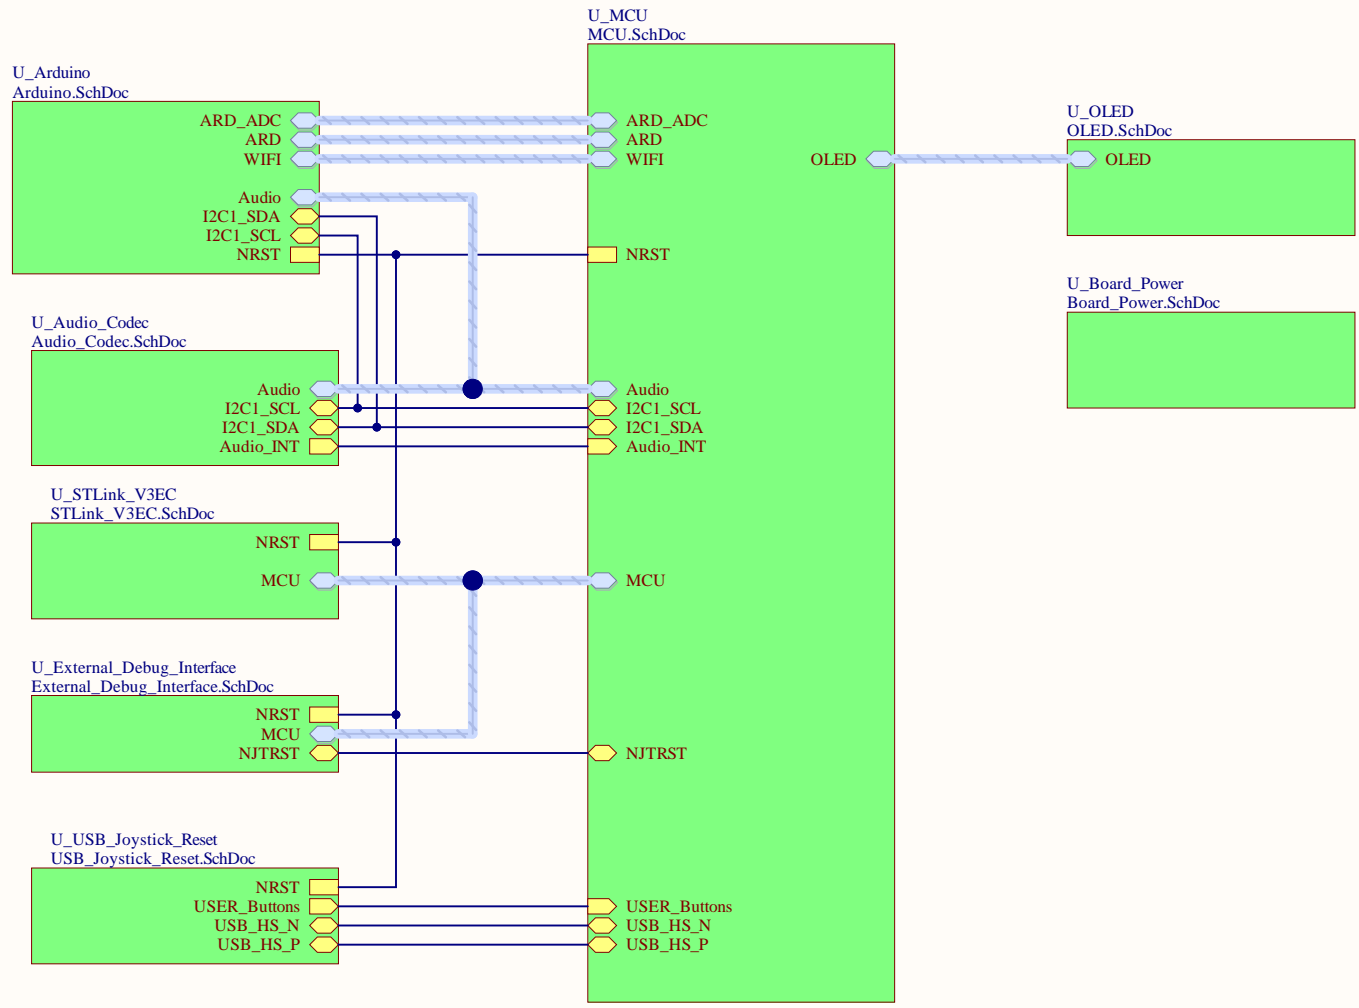 U_MCU
MCU.SchDoc
U_Arduino
Arduino.SchDoc
ARD_ADC
ARD
WIFI
Audio
I2C1_SDA
I2C1_SCL
NRST
U_Audio_Codec
Audio_Codec.SchDoc
Audio
I2C1_SCL
I2C1_SDA
Audio_INT
U_STLink_V3EC
STLink_V3EC.SchDoc
NRST
MCU
U_External_Debug_Interface
External_Debug_Interface.SchDoc
NRST
MCU
NJTRST
U_USB_Joystick_Reset
USB_Joystick_Reset.SchDoc
NRST
USER_Buttons
USB_HS_N
USB_HS_P
ARD_ADC
ARD
WIFI
OLED
NRST
Audio
I2C1_SCL
I2C1_SDA
Audio_INT
MCU
NJTRST
USER_Buttons
USB_HS_N
USB_HS_P
U_OLED
OLED.SchDoc
OLED
U_Board_Power
Board_Power.SchDoc